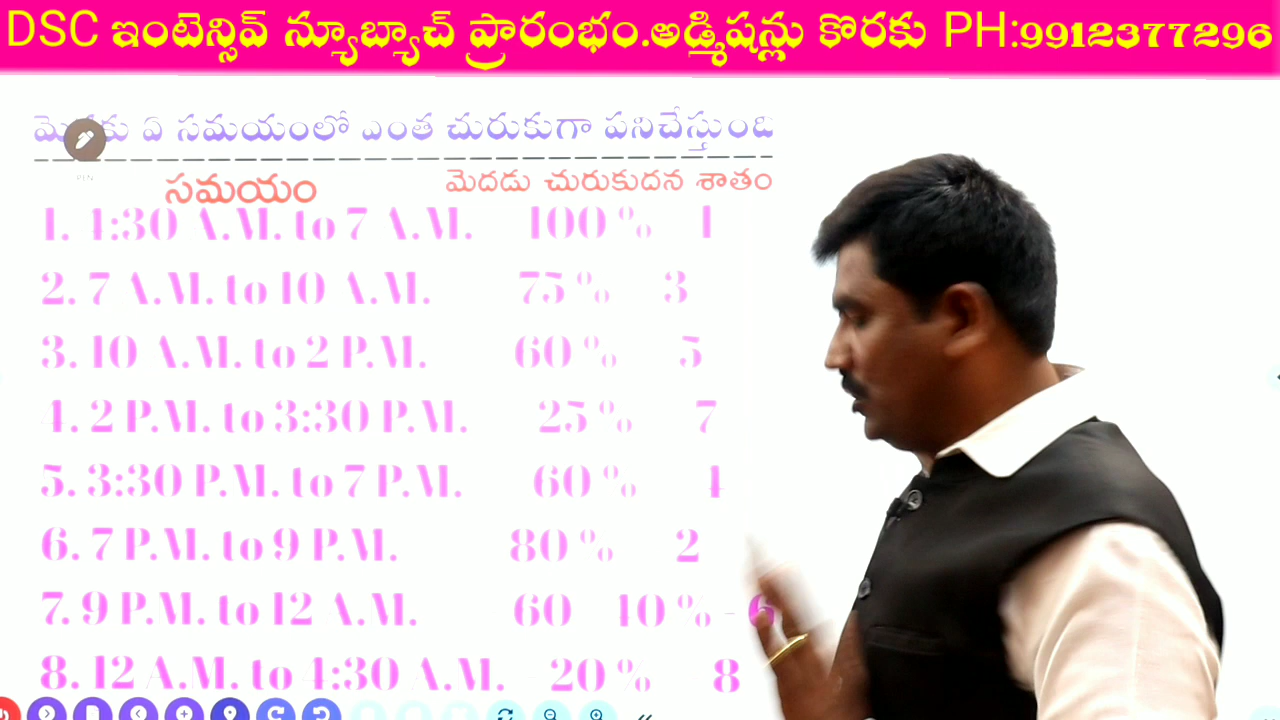 DSC ఇంటెన్సివ్ న్యూబ్యాచ్ ప్రారంభం.అడ్మిషన్లు కొరకు PH:9912377296
ఏ సమయంలో ఎంత చురుకుగా పనిచేస్తుంది
PEN
సమయం మెదడు చురుకుదన శాతం
1. 4:30 A.M. to 7 A.M. 100 % 1
2. 7 A.M. to 10 A.M. 75 % 3
3. 10 A.M. to 2 P.M. 60 % 5
4. 2 P.M. to 3:30 P.M. 25 % 7
5. 3:30 P.M. to 7 P.M. 60 % 4
6. 7 P.M. to 9 P.M. 80 % 2
7. 9 P.M. to 12 A.M. 60 40 % - 6
8. 12 A.M. to 4:30 A.M. 20 % 8